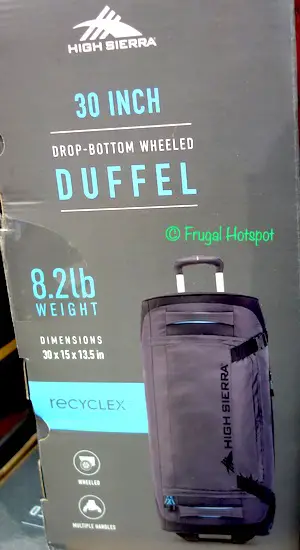 HIGH SIERRA
30 INCH
DROP-BOTTOM WHEELED
DUFFEL
© Frugal Hotspot
8.2lb
WEIGHT
DIMENSIONS
30 x 15 x 13.5 in
recycLEX
HIGH SIERRA
WHEELED
MULTIPLE HANDLES